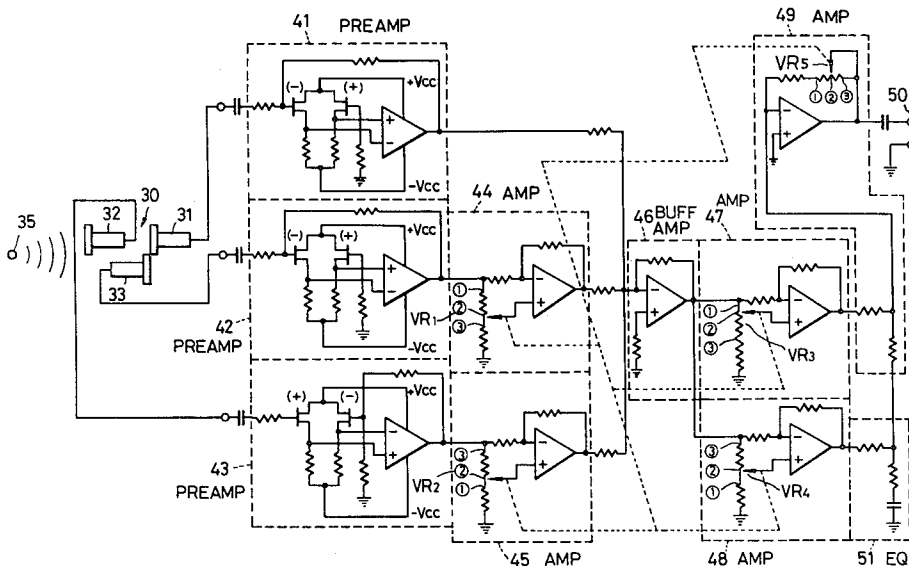 41 PREAMP
49 AMP
VR5
① ② ③
50
(-) (+) +Vcc
+
−
-Vcc
−
+
30
32 31
35
33
44 AMP
46 BUFF AMP
AMP 47
(-) (+) +Vcc
+
−
-Vcc
①
VR1 ②
③
−
+
−
+
①
②
③
−
+
VR3
42
PREAMP
(+) (-) +Vcc
−
+
-Vcc
43
PREAMP
③
VR2 ②
①
−
+
③
②
①
−
+
VR4
45 AMP
48 AMP
51 EQ